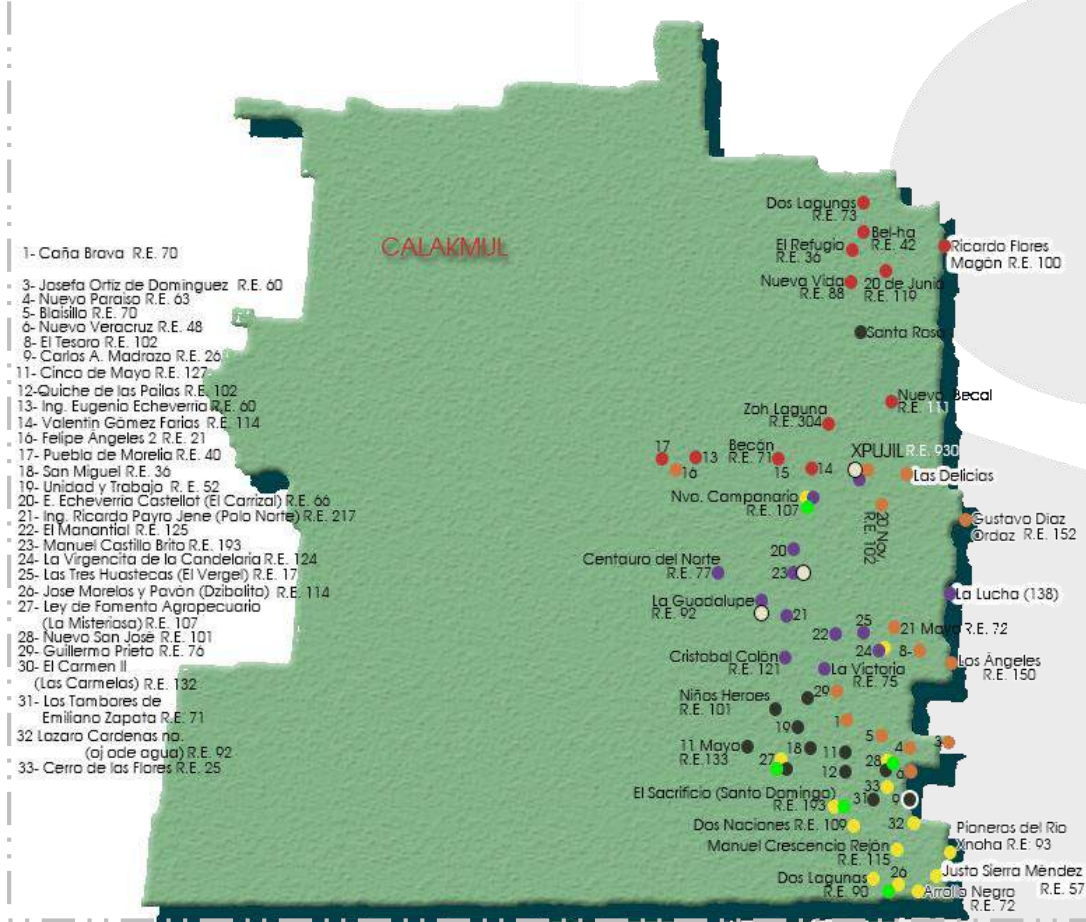 CALAKMUL
1- Caña Brava R.E. 70
3- Josefa Ortiz de Dominguez R.E. 60
4- Nuevo Paraiso R.E. 63
5- Blaisillo R.E. 70
6- Nuevo Veracruz R.E. 48
8- El Tesoro R.E. 102
9- Carlos A. Madrazo R.E. 26
11- Cinco de Mayo R.E. 127
12-Quiche de las Pailas R.E. 102
13- Ing. Eugenio Echeverria R.E. 60
14- Valentin Gómez Farias R.E. 114
16- Felipe Angeles 2 R.E. 21
17- Puebla de Morelia R.E. 40
18- San Miguel R.E. 36
19- Unidad y Trabajo R.E. 52
20- E. Echeverria Castellot (El Carrizal) R.E. 66
21- Ing. Ricardo Payro Jene (Polo Norte) R.E. 217
22- El Manantial R.E. 125
23- Manuel Castillo Brito R.E. 193
24- La Virgencita de la Candelaria R.E. 124
25- Las Tres Huastecas (El Vergel) R.E. 17
26- Jose Morelos y Pavón (Dzibalito) R.E. 114
27- Ley de Fomento Agropecuario
(La Misteriosa) R.E. 107
28- Nuevo San José R.E. 101
29- Guillermo Prieto R.E. 76
30- El Carmen II
(Las Carmelas) R.E. 132
31- Los Tambores de
Emiliano Zapata R.E. 71
32 Lazaro Cardenas no.
(oj ode agua) R.E. 92
33- Cerro de las Flores R.E. 25
Dos Lagunas
R.E. 73
Bel-ha
R.E. 42
El Refugio
R.E. 36
Ricardo Flores
Magón R.E. 100
Nueva Vida
R.E. 88
20 de Junio
R.E. 119
Santa Rosa
Nuevo Becal
R.E. 111
Zoh Laguna
R.E. 304
17
16
13
Becán
R.E. 71
15
14
XPUJIL R.E. 930
Las Delicias
Nvo. Campanario
R.E. 107
20 Nov.
R.E. 102
Gustavo Diaz
Ordaz R.E. 152
20
Centauro del Norte
R.E. 77
23
La Lucha (138)
La Guadalupe
R.E. 92
21
22
25
21 Mayo R.E. 72
24
8-
Cristobal Colón
R.E. 121
La Victoria
R.E. 75
Los Ángeles
R.E. 150
Niños Heroes
R.E. 101
29
1
19
5
11 Mayo
R.E.133
18
11
4
3
27
12
28
6
33
El Sacrificio (Santo Domingo)
R.E. 193
31
9
Dos Naciones R.E. 109
32
Pioneros del Rio
Xnoha R.E. 93
Manuel Crescencio Rejón
R.E. 115
Dos Lagunas
R.E. 90
26
Justo Sierra Méndez
R.E. 57
Arrollo Negro
R.E. 72